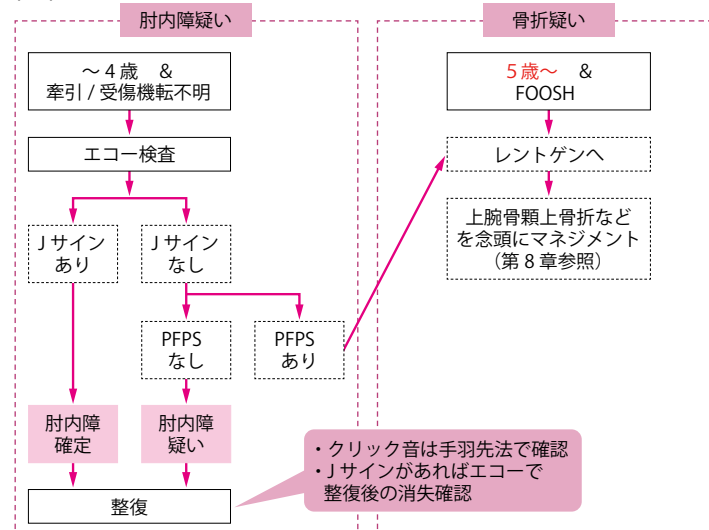 肘内障疑い
骨折疑い
～4歳 &
牽引/受傷機転不明
エコー検査
Jサイン
あり
Jサイン
なし
PFPS
なし
PFPS
あり
肘内障
確定
肘内障
疑い
整復
・クリック音は手羽先法で確認
・Jサインがあればエコーで
整復後の消失確認
5歳～ &
FOOSH
レントゲンへ
上腕骨顆上骨折など
を念頭にマネジメント
（第8章参照）